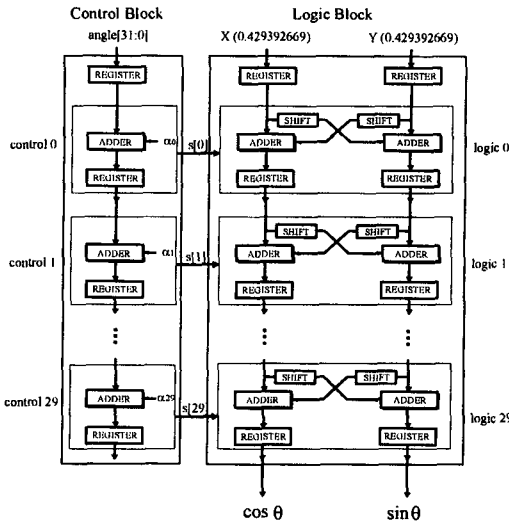 Control Block
Logic Block
angle[31:0]
X (0.429392669)
Y (0.429392669)
REGISTER
REGISTER
REGISTER
control 0
ADDER
α0
s[0]
SHIFT
SHIFT
ADDER
ADDER
logic 0
REGISTER
REGISTER
REGISTER
control 1
ADDER
α1
s[1]
SHIFT
SHIFT
ADDER
ADDER
logic 1
REGISTER
REGISTER
REGISTER
control 29
ADDER
α29
s[29]
SHIFT
SHIFT
ADDER
ADDER
logic 29
REGISTER
REGISTER
REGISTER
cos θ
sin θ